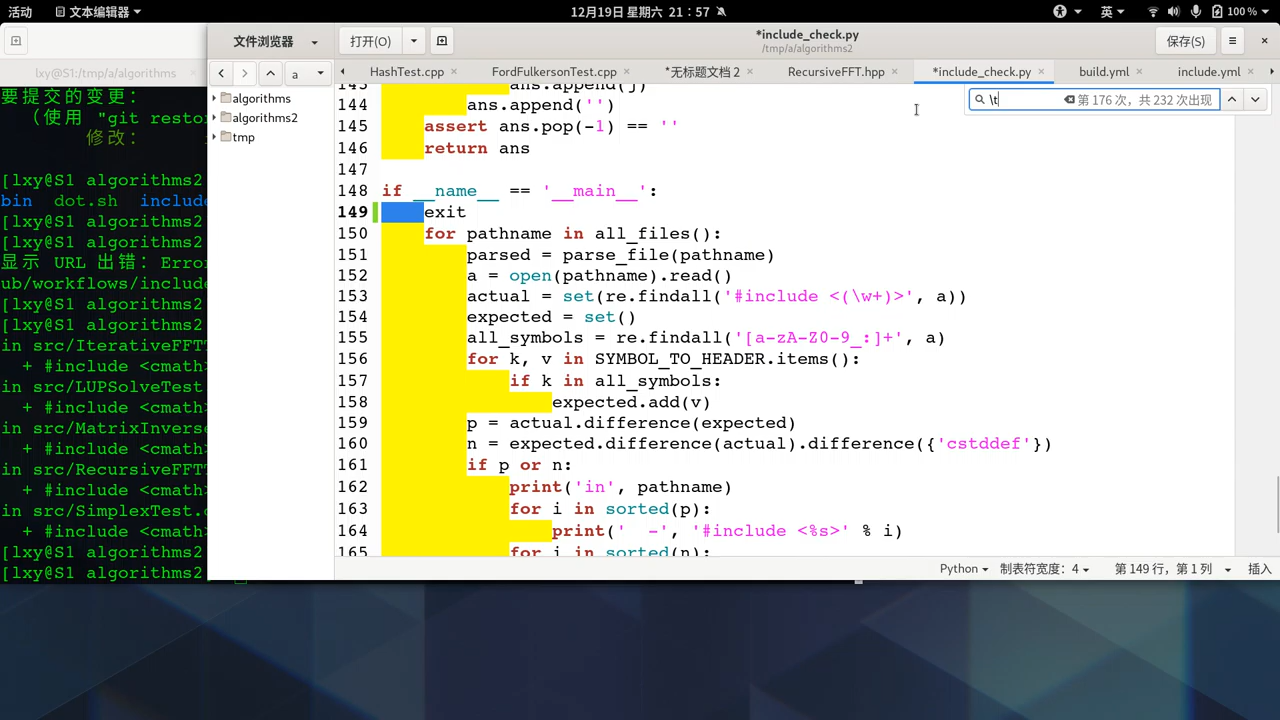 活动
文本编辑器
12月19日 星期六 21：57
英
100 %
lxy@S1:/tmp/a/algorithms
要提交的变更：
（使用 "git restor
修改：
[lxy@S1 algorithms2
bin dot.sh include
[lxy@S1 algorithms2
[lxy@S1 algorithms2
显示 URL 出错：Error
ub/workflows/include
[lxy@S1 algorithms2
[lxy@S1 algorithms2
in src/IterativeFFTT
+ #include <cmath>
in src/LUPSolveTest.
+ #include <cmath>
in src/MatrixInverse
+ #include <cmath>
in src/RecursiveFFTT
+ #include <cmath>
in src/SimplexTest.c
+ #include <cmath>
[lxy@S1 algorithms2
[lxy@S1 algorithms2
文件浏览器
打开(O)
*include_check.py
/tmp/a/algorithms2
保存(S)
a
algorithms
algorithms2
tmp
HashTest.cpp
FordFulkersonTest.cpp
*无标题文档 2
RecursiveFFT.hpp
*include_check.py
build.yml
include.yml
\t
第 176 次，共 232 次出现
143 ans.append(j)
144 ans.append('')
145 assert ans.pop(-1) == ''
146 return ans
147
148 if __name__ == '__main__':
149 exit
150 for pathname in all_files():
151 parsed = parse_file(pathname)
152 a = open(pathname).read()
153 actual = set(re.findall('#include <(\w+)>', a))
154 expected = set()
155 all_symbols = re.findall('[a-zA-Z0-9_:]+', a)
156 for k, v in SYMBOL_TO_HEADER.items():
157 if k in all_symbols:
158 expected.add(v)
159 p = actual.difference(expected)
160 n = expected.difference(actual).difference({'cstddef'})
161 if p or n:
162 print('in', pathname)
163 for i in sorted(p):
164 print('  -', '#include <%s>' % i)
165 for i in sorted(n):
Python
制表符宽度：4
第 149 行，第 1 列
插入